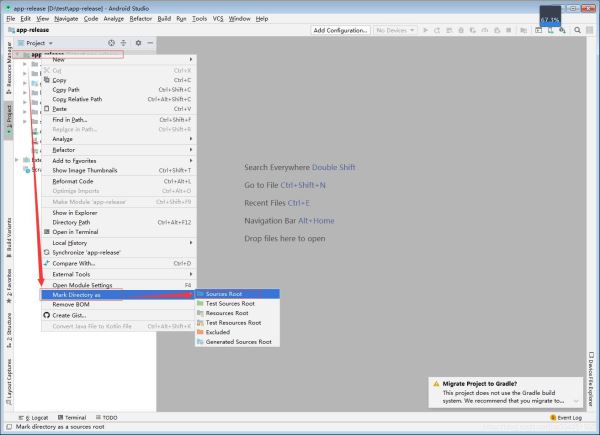 app-release [D:\test\app-release] - Android Studio
File Edit View Navigate Code Analyze Refactor Build Run Tools VCS Window Help
67.1%
app-release
Add Configuration...
No Devices
Project
app-release
New
Cut Ctrl+X
Copy Ctrl+C
Copy Path Ctrl+Shift+C
Copy Relative Path Ctrl+Alt+Shift+C
Paste Ctrl+V
Find in Path... Ctrl+Shift+F
Replace in Path... Ctrl+Shift+R
Analyze
Refactor
Add to Favorites
Show Image Thumbnails Ctrl+Shift+T
Reformat Code Ctrl+Alt+L
Optimize Imports Ctrl+Alt+O
Make Module 'app-release' Ctrl+Shift+F9
Show in Explorer
Directory Path Ctrl+Alt+F12
Open in Terminal
Local History
Synchronize 'app-release'
Compare With... Ctrl+D
External Tools
Open Module Settings F4
Mark Directory as
Remove BOM
Create Gist...
Convert Java File to Kotlin File Ctrl+Alt+Shift+K
Sources Root
Test Sources Root
Resources Root
Test Resources Root
Excluded
Generated Sources Root
Search Everywhere Double Shift
Go to File Ctrl+Shift+N
Recent Files Ctrl+E
Navigation Bar Alt+Home
Drop files here to open
Resource Manager
1: Project
Build Variants
2: Favorites
Z: Structure
Layout Captures
Device File Explorer
Migrate Project to Gradle?
This project does not use the Gradle build
system. We recommend that you migrate to...
6: Logcat
Terminal
TODO
Event Log
Mark directory as a sources root